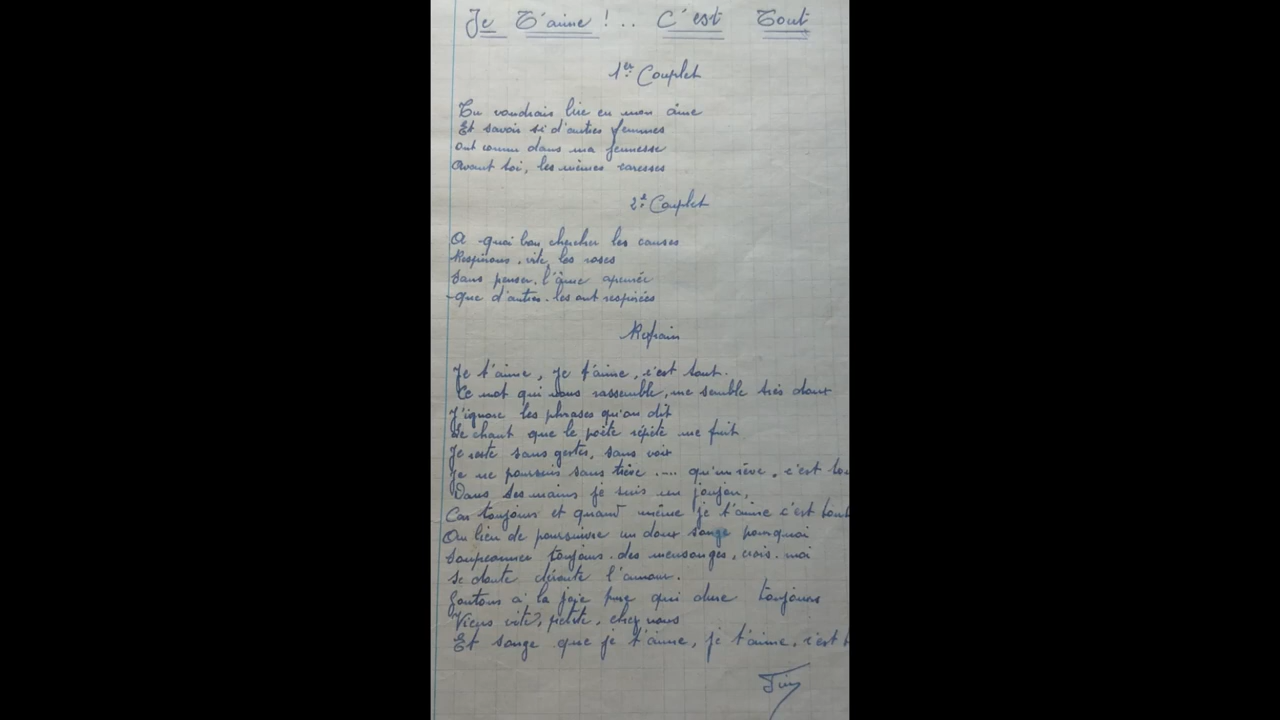 Je T'aime !.. C'est Tout
1er Couplet
Tu voudrais lire en mon âme
Et savoir si d'autres femmes
ont connu dans ma jeunesse
Avant toi, les mêmes caresses
2e Couplet
A quoi bon chercher les causes
Respirons. vite, les roses
Sans penser. l'âme apeurée
-Que d'autres. les ont respirées
Refrain
Je t'aime, je t'aime, c'est tout.
Ce mot qui nous rassemble, me semble très doux
J'ignore les phrases qu'on dit
Le chant que le poète répète me fuit
Je reste sans gestes, sans voir
Je ne poursuis sans trève .... qu'un rêve, c'est tou
Dans tes mains je suis un joujou,
Car toujours et quand même je t'aime c'est tout
Au lieu de poursuivre un doux songe pourquoi
soupconner toujours. des mensonges, crois. moi
Le doute déroute l'amour.
Goutons à la joie pure qui dure toujours
Viens vite, petite, chez nous
Et songe que je t'aime, je t'aime, c'est t